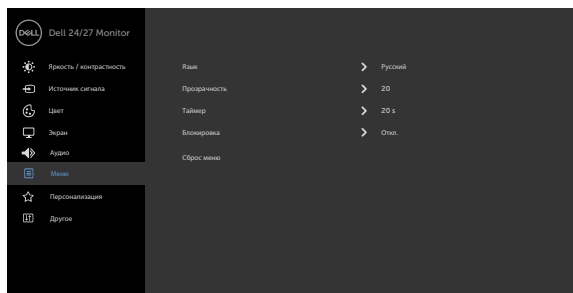 DELL Dell 24/27 Monitor
Яркость / контрастность
Язык Русский
Источник сигнала
Прозрачность 20
Цвет
Таймер 20 s
Экран
Блокировка Откл.
Аудио
Сброс меню
Меню
Персонализация
Другое